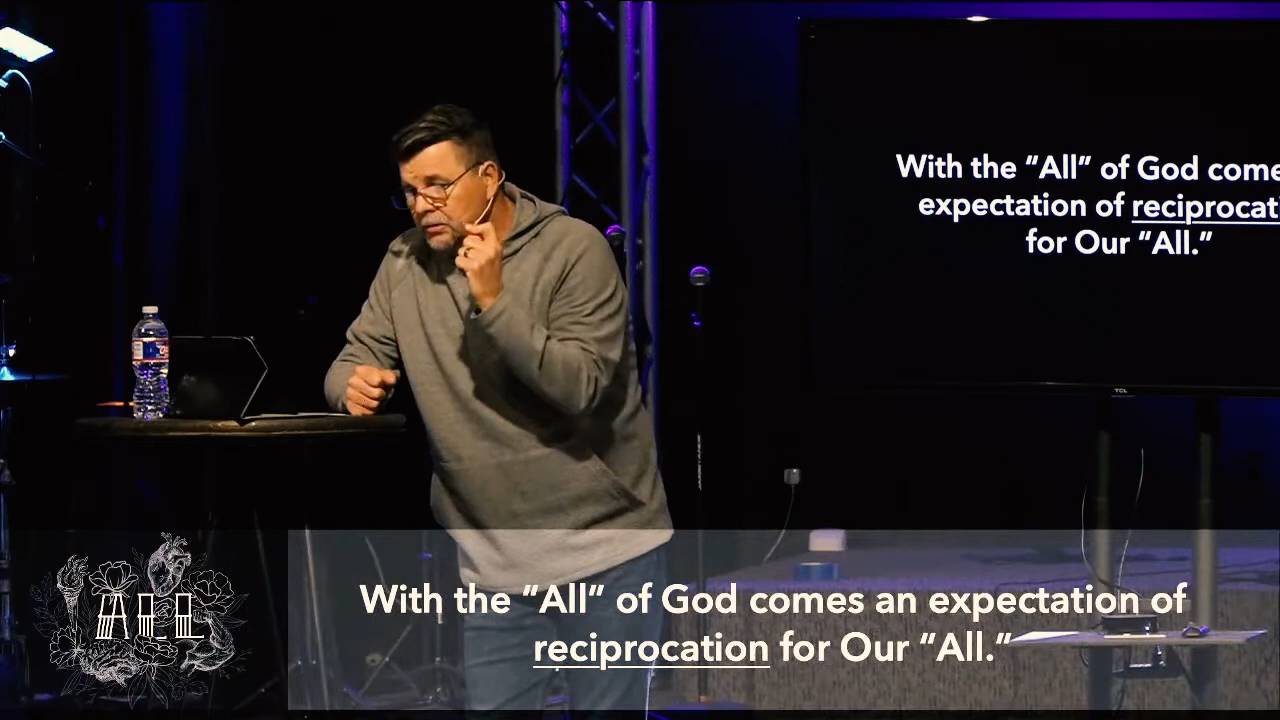 With the “All” of God come
expectation of reciprocat
for Our “All.”
TCL
ALL
With the “All” of God comes an expectation of
reciprocation for Our “All.“